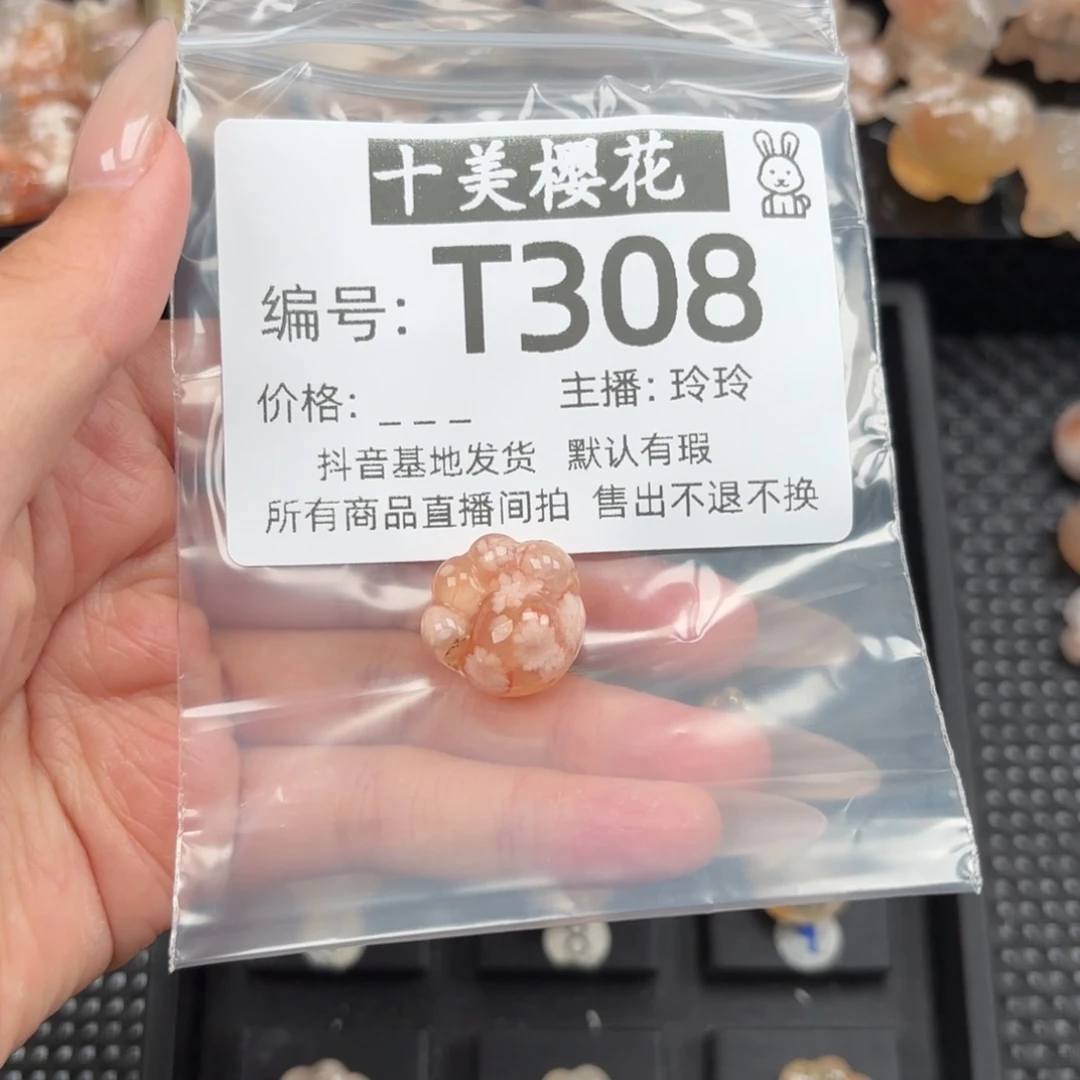 十美樱花
编号: T308
价格: _ _ _ 主播: 玲玲
抖音基地发货 默认有瑕
所有商品直播间拍 售出不退不换
8